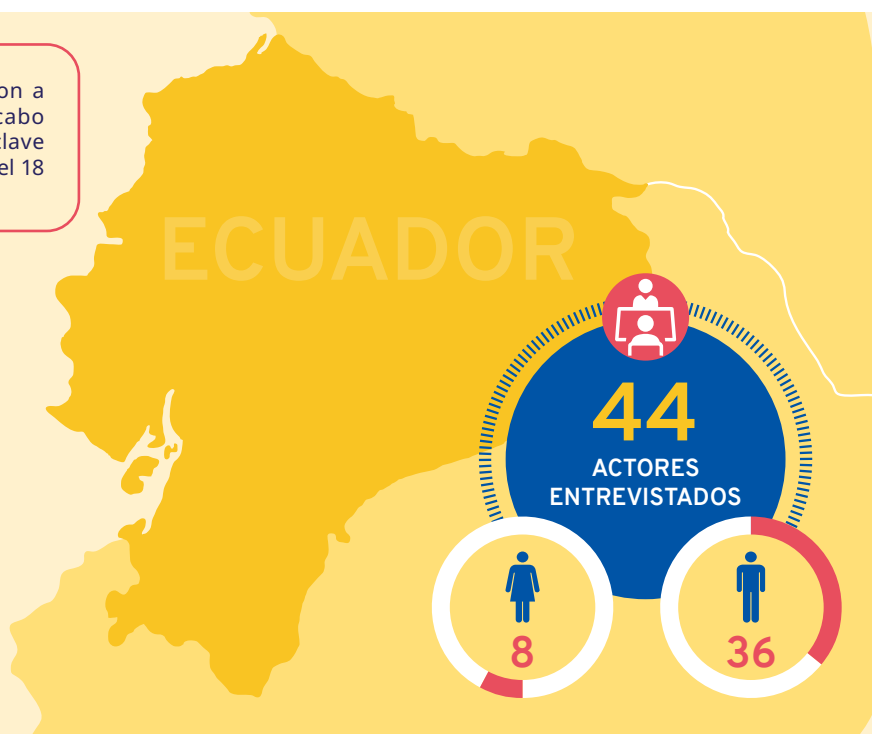 on a
cabo
clave
el 18
ECUADOR
44
ACTORES
ENTREVISTADOS
8
36